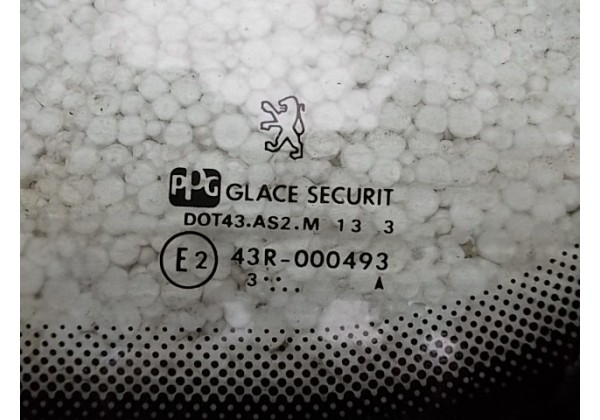 PPG GLACE SECURIT
DOT43.AS2.M 13 3
E2 43R-000493
3